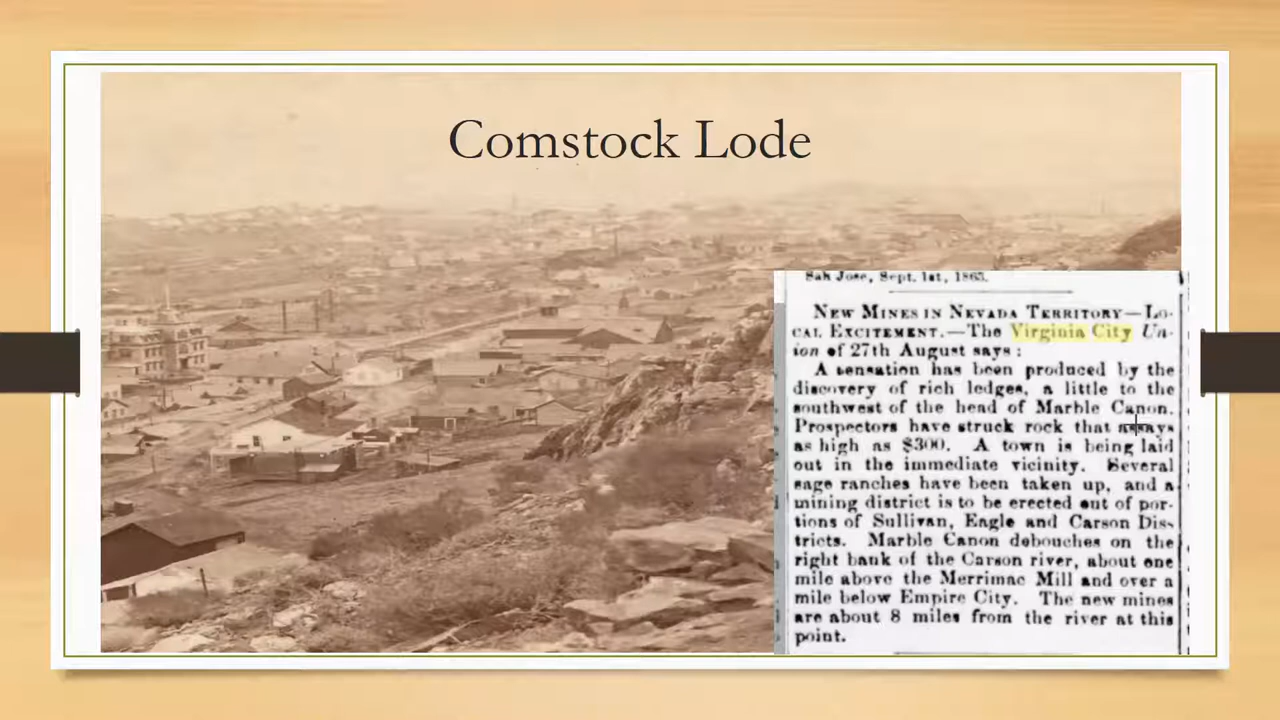 Comstock Lode
San Jose, Sept. 1st, 1863.
NEW MINES IN NEVADA TERRITORY—LO-
CAL EXCITEMENT.—The Virginia City Un-
ion of 27th August says:
A sensation has been produced by the
discovery of rich ledges, a little to the
southwest of the head of Marble Canon.
Prospectors have struck rock that assays
as high as $300. A town is being laid
out in the immediate vicinity. Several
sage ranches have been taken up, and a
mining district is to be erected out of por-
tions of Sullivan, Eagle and Carson Dis-
tricts. Marble Canon debouches on the
right bank of the Carson river, about one
mile above the Merrimac Mill and over a
mile below Empire City. The new mines
are about 8 miles from the river at this
point.